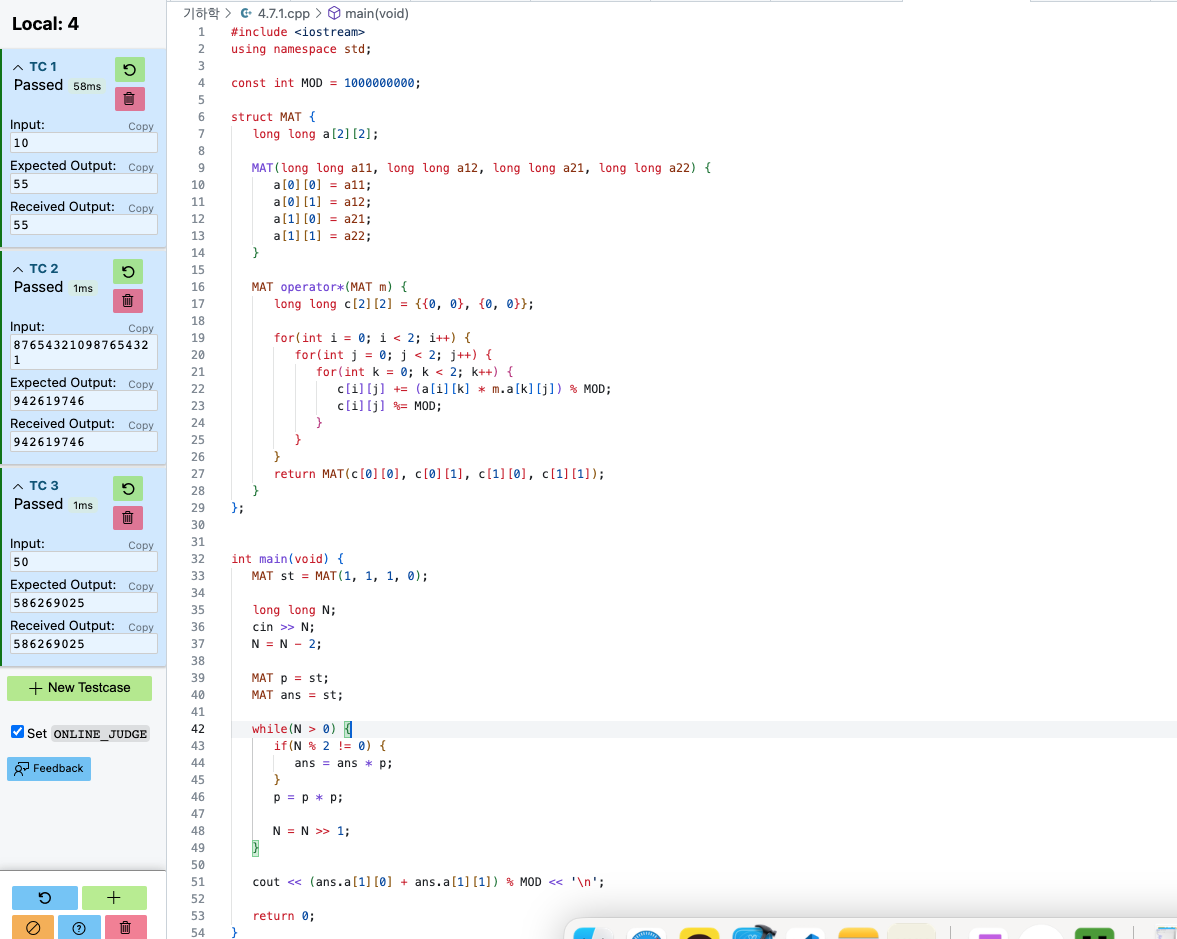 Local: 4
TC 1
Passed 58ms
Input:
Copy
10
Expected Output:
Copy
55
Received Output:
Copy
55
TC 2
Passed 1ms
Input:
Copy
87654321098765432
1
Expected Output:
Copy
942619746
Received Output:
Copy
942619746
TC 3
Passed 1ms
Input:
Copy
50
Expected Output:
Copy
586269025
Received Output:
Copy
586269025
+ New Testcase
Set ONLINE_JUDGE
Feedback
기하학 > 4.7.1.cpp > main(void)
1 #include <iostream>
2 using namespace std;
3
4 const int MOD = 1000000000;
5
6 struct MAT {
7 long long a[2][2];
8
9 MAT(long long a11, long long a12, long long a21, long long a22) {
10 a[0][0] = a11;
11 a[0][1] = a12;
12 a[1][0] = a21;
13 a[1][1] = a22;
14 }
15
16 MAT operator*(MAT m) {
17 long long c[2][2] = {{0, 0}, {0, 0}};
18
19 for(int i = 0; i < 2; i++) {
20 for(int j = 0; j < 2; j++) {
21 for(int k = 0; k < 2; k++) {
22 c[i][j] += (a[i][k] * m.a[k][j]) % MOD;
23 c[i][j] %= MOD;
24 }
25 }
26 }
27 return MAT(c[0][0], c[0][1], c[1][0], c[1][1]);
28 }
29 };
30
31
32 int main(void) {
33 MAT st = MAT(1, 1, 1, 0);
34
35 long long N;
36 cin >> N;
37 N = N - 2;
38
39 MAT p = st;
40 MAT ans = st;
41
42 while(N > 0) {
43 if(N % 2 != 0) {
44 ans = ans * p;
45 }
46 p = p * p;
47
48 N = N >> 1;
49 }
50
51 cout << (ans.a[1][0] + ans.a[1][1]) % MOD << '\n';
52
53 return 0;
54 }